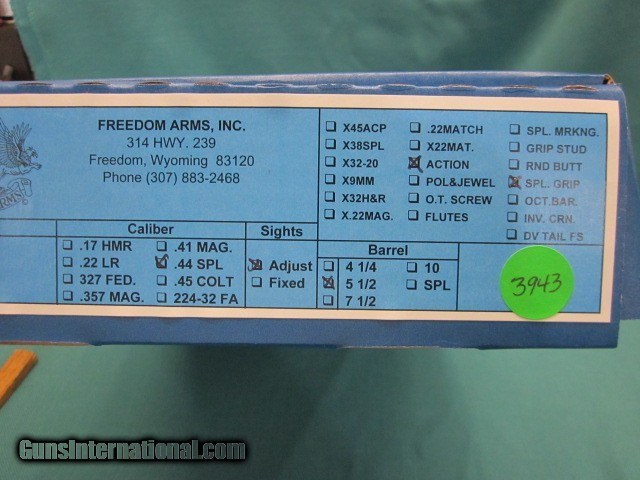 FREEDOM ARMS, INC.
314 HWY. 239
Freedom, Wyoming 83120
Phone (307) 883-2468
X45ACP .22MATCH SPL. MRKNG.
X38SPL X22MAT. GRIP STUD
X32-20 ACTION RND BUTT
X9MM POL&JEWEL SPL. GRIP
X32H&R O.T. SCREW OCT.BAR.
X.22MAG. FLUTES INV. CRN.
DV TAIL FS
Caliber
.17 HMR .41 MAG.
.22 LR .44 SPL
327 FED. .45 COLT
.357 MAG. 224-32 FA
Sights
Adjust
Fixed
Barrel
4 1/4 10
5 1/2 SPL
7 1/2
3943
GunsInternational.com